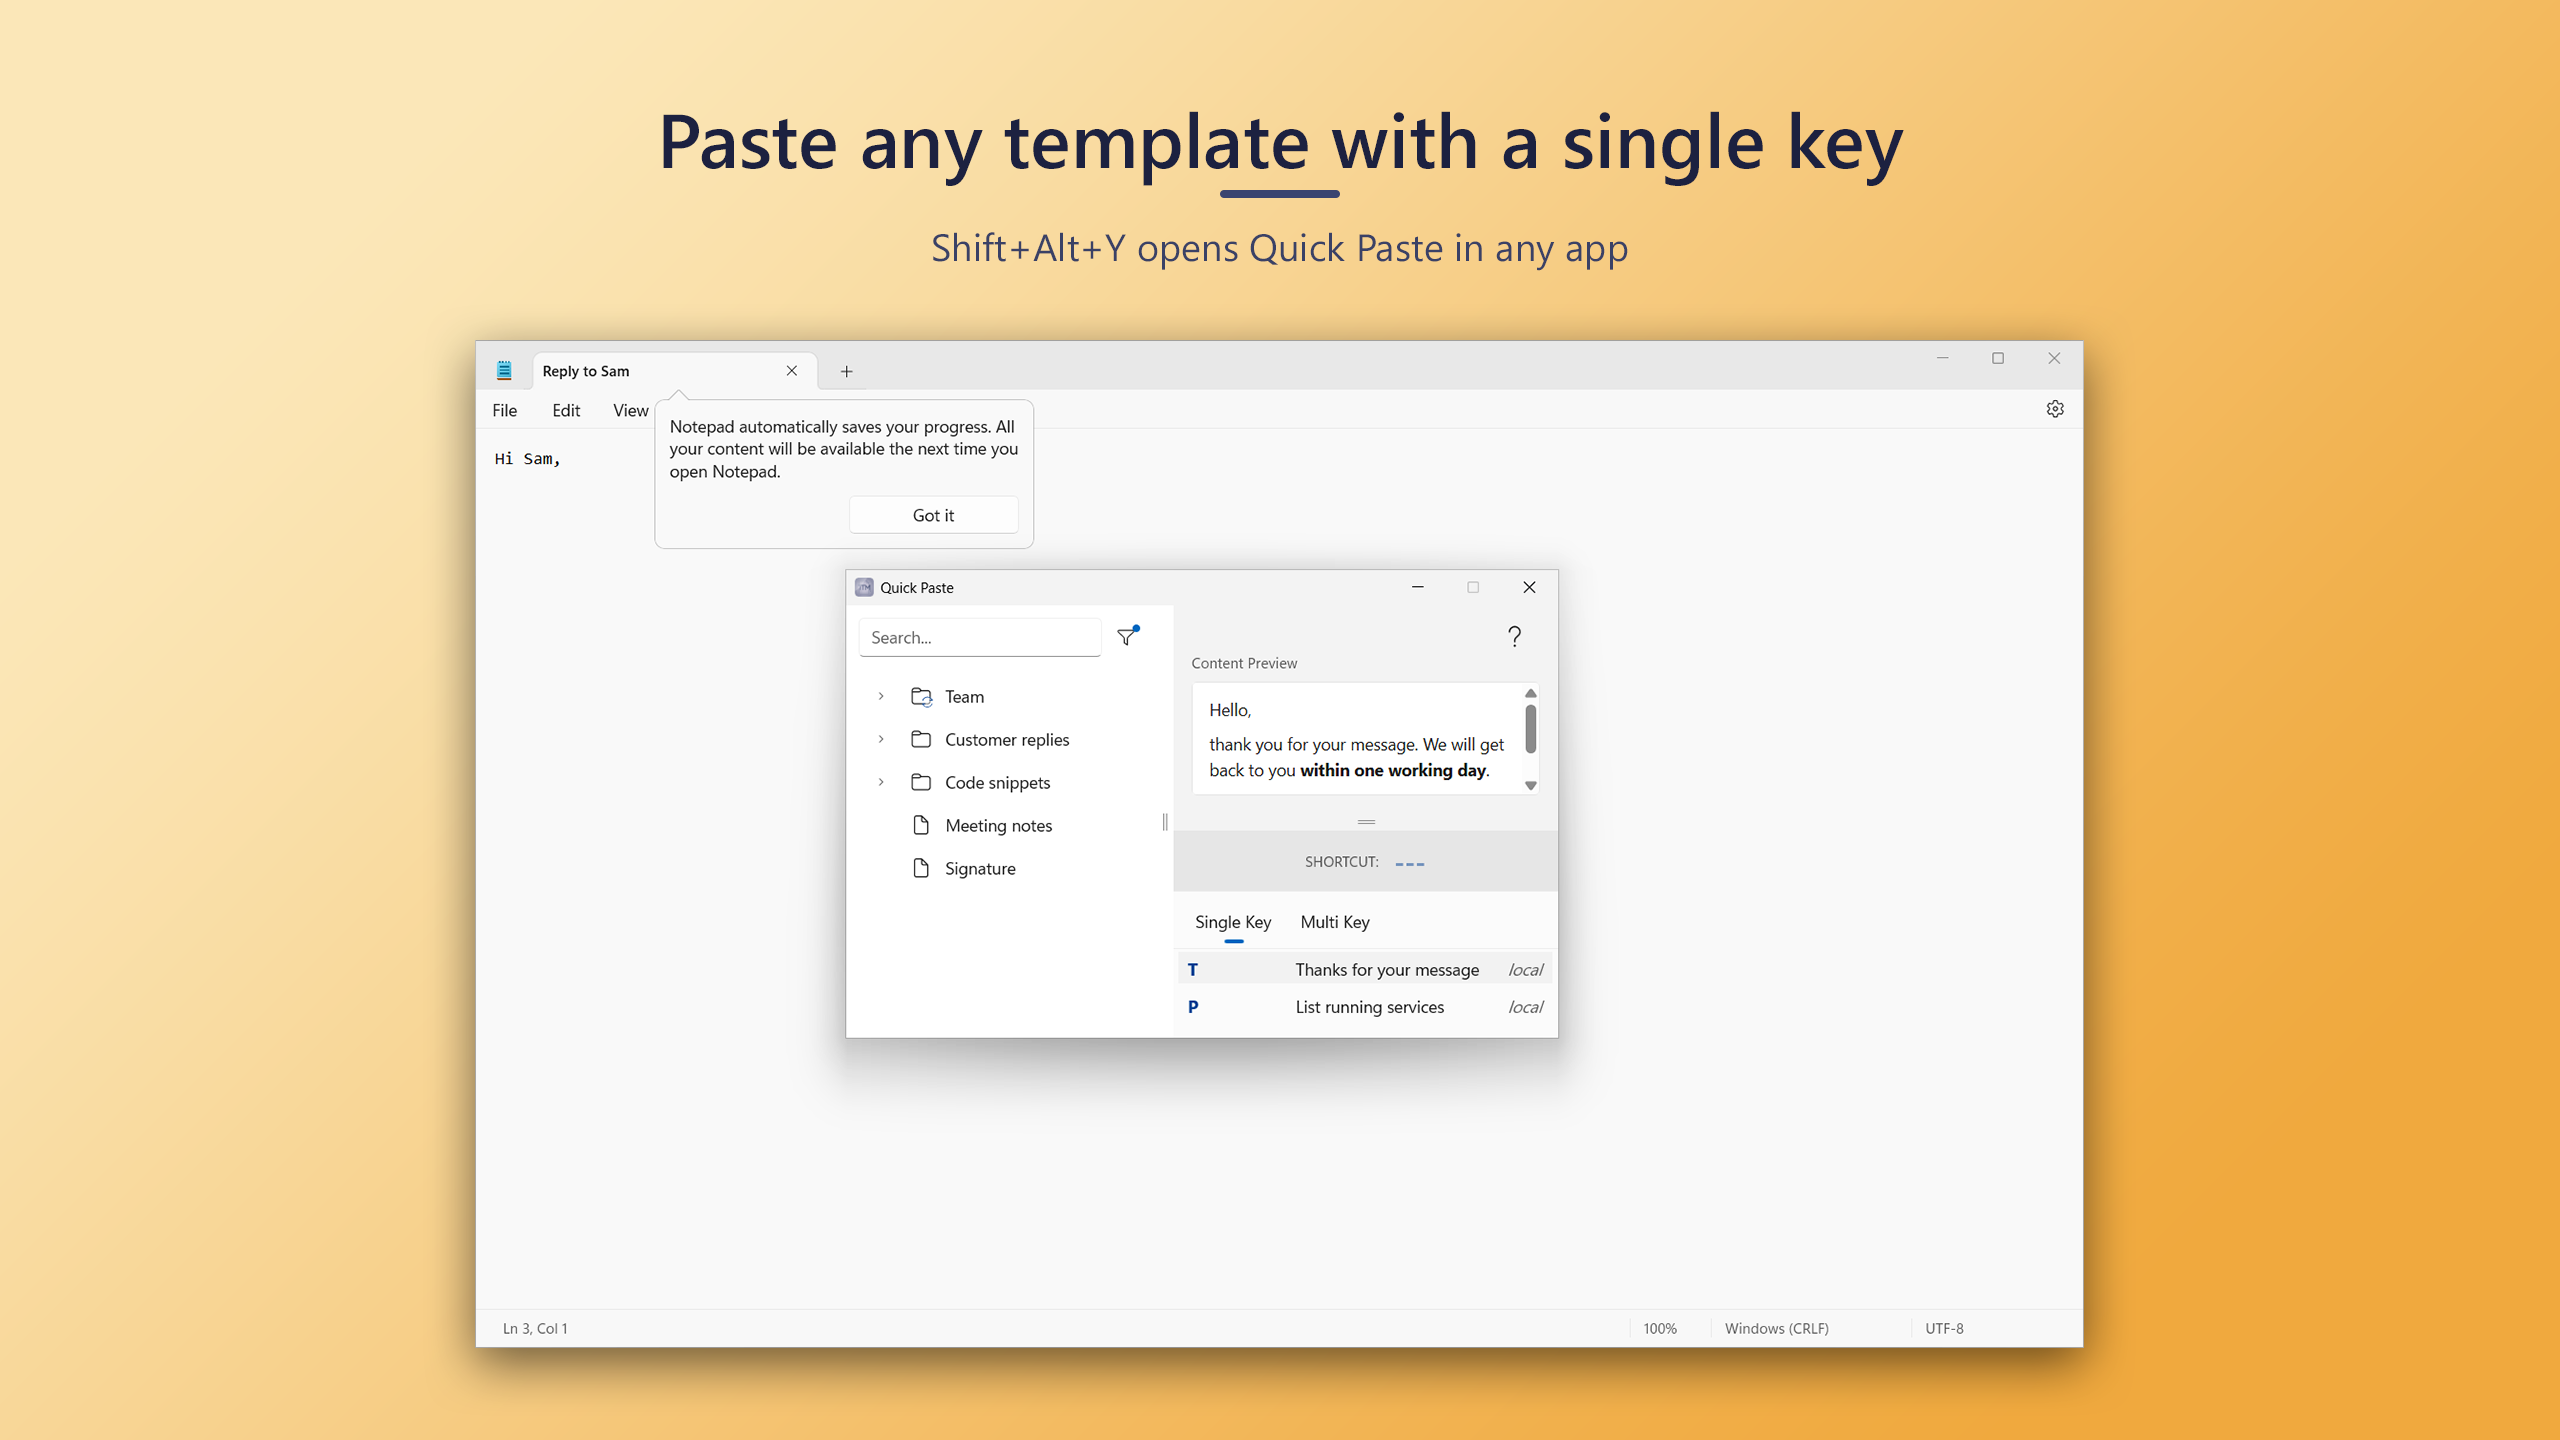 Paste any template with a single key
Shift+Alt+Y opens Quick Paste in any app
Reply to Sam
File Edit View
Notepad automatically saves your progress. All
your content will be available the next time you
open Notepad.
Got it
Hi Sam,
Quick Paste
Search...
Team
Customer replies
Code snippets
Meeting notes
Signature
Content Preview
Hello,
thank you for your message. We will get
back to you within one working day.
SHORTCUT: ---
Single Key Multi Key
T Thanks for your message local
P List running services local
Ln 3, Col 1 100% Windows (CRLF) UTF-8